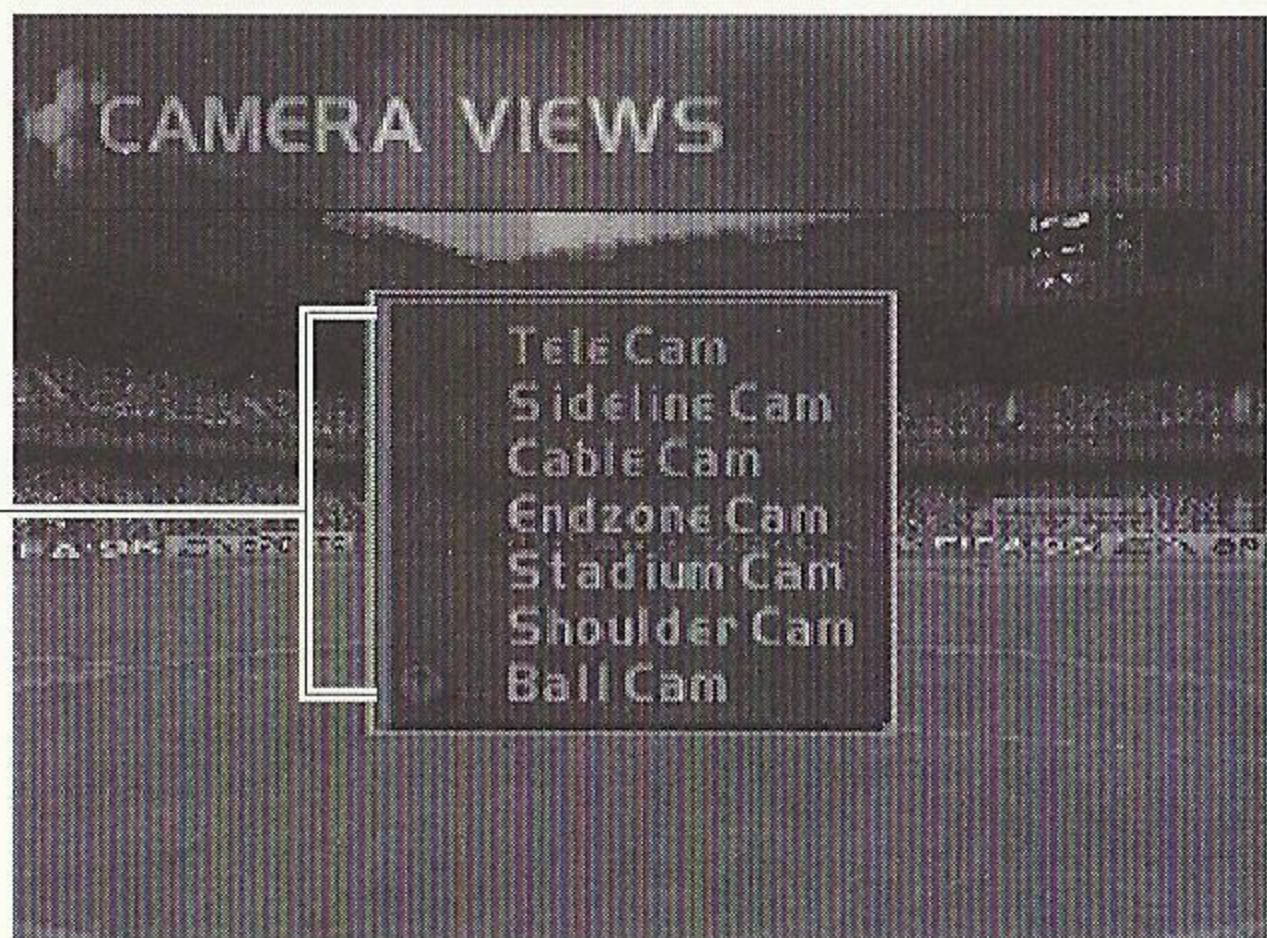 CAMERA VIEWS
Tele Cam
Sideline Cam
Cable Cam
Endzone Cam
Stadium Cam
Shoulder Cam
Ball Cam